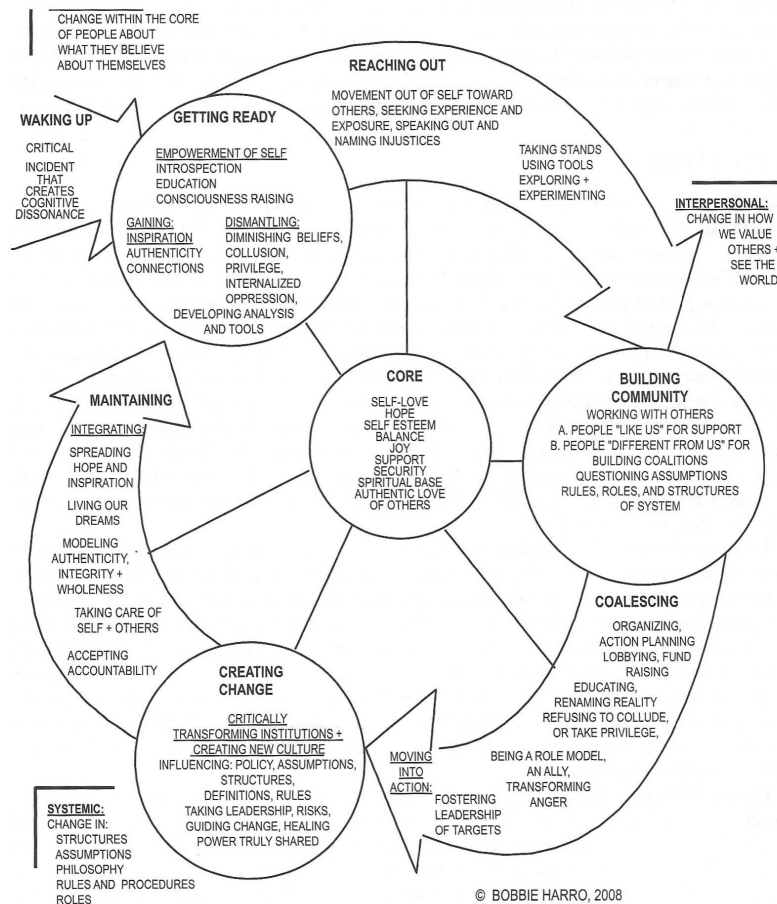 CHANGE WITHIN THE CORE
OF PEOPLE ABOUT
WHAT THEY BELIEVE
ABOUT THEMSELVES
WAKING UP
CRITICAL
INCIDENT
THAT
CREATES
COGNITIVE
DISSONANCE
GETTING READY
EMPOWERMENT OF SELF
INTROSPECTION
EDUCATION
CONSCIOUSNESS RAISING
GAINING:
INSPIRATION
AUTHENTICITY
CONNECTIONS
DISMANTLING:
DIMINISHING BELIEFS,
COLLUSION,
PRIVILEGE,
INTERNALIZED
OPPRESSION,
DEVELOPING ANALYSIS
AND TOOLS
REACHING OUT
MOVEMENT OUT OF SELF TOWARD
OTHERS, SEEKING EXPERIENCE AND
EXPOSURE, SPEAKING OUT AND
NAMING INJUSTICES
TAKING STANDS
USING TOOLS
EXPLORING +
EXPERIMENTING
INTERPERSONAL:
CHANGE IN HOW
WE VALUE
OTHERS +
SEE THE
WORLD
BUILDING
COMMUNITY
WORKING WITH OTHERS
A. PEOPLE "LIKE US" FOR SUPPORT
B. PEOPLE "DIFFERENT FROM US" FOR
BUILDING COALITIONS
QUESTIONING ASSUMPTIONS
RULES, ROLES, AND STRUCTURES
OF SYSTEM
CORE
SELF-LOVE
HOPE
SELF ESTEEM
BALANCE
JOY
SUPPORT
SECURITY
SPIRITUAL BASE
AUTHENTIC LOVE
OF OTHERS
COALESCING
ORGANIZING,
ACTION PLANNING
LOBBYING, FUND
RAISING
EDUCATING,
RENAMING REALITY
REFUSING TO COLLUDE,
OR TAKE PRIVILEGE,
BEING A ROLE MODEL,
AN ALLY,
TRANSFORMING
ANGER
MOVING
INTO
ACTION:
FOSTERING
LEADERSHIP
OF TARGETS
CREATING
CHANGE
CRITICALLY
TRANSFORMING INSTITUTIONS +
CREATING NEW CULTURE
INFLUENCING: POLICY, ASSUMPTIONS,
STRUCTURES,
DEFINITIONS, RULES
TAKING LEADERSHIP, RISKS,
GUIDING CHANGE, HEALING
POWER TRULY SHARED
SYSTEMIC:
CHANGE IN:
STRUCTURES
ASSUMPTIONS
PHILOSOPHY
RULES AND PROCEDURES
ROLES
MAINTAINING
INTEGRATING:
SPREADING
HOPE AND
INSPIRATION
LIVING OUR
DREAMS
MODELING
AUTHENTICITY,
INTEGRITY +
WHOLENESS
TAKING CARE OF
SELF + OTHERS
ACCEPTING
ACCOUNTABILITY
© BOBBIE HARRO, 2008